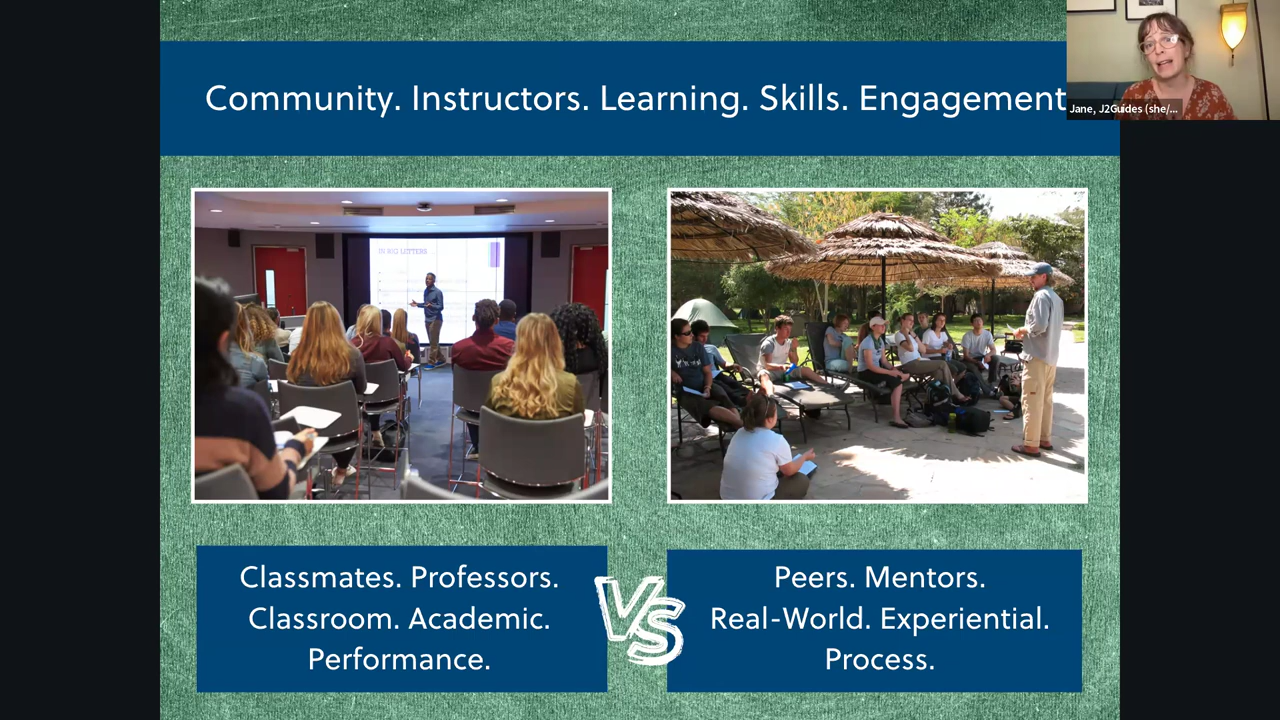 Community. Instructors. Learning. Skills. Engagement
Jane, J2Guides (she/...
IN BIG LETTERS
Classmates. Professors.
Classroom. Academic.
Performance.
VS
Peers. Mentors.
Real-World. Experiential.
Process.